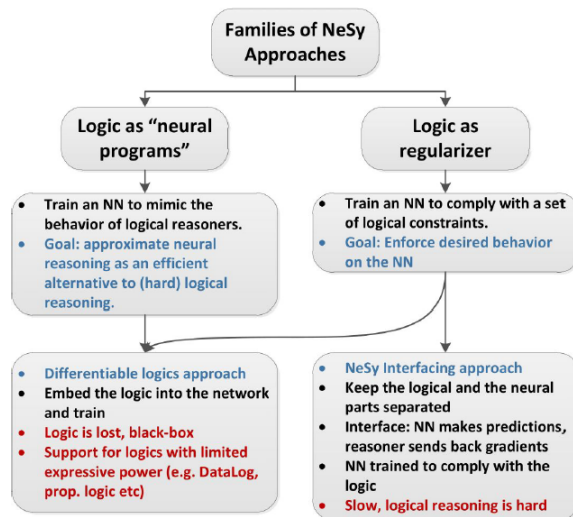 Families of NeSy
Approaches
Logic as “neural
programs”
Logic as
regularizer
• Train an NN to mimic the
behavior of logical reasoners.
• Goal: approximate neural
reasoning as an efficient
alternative to (hard) logical
reasoning.
• Train an NN to comply with a set
of logical constraints.
• Goal: Enforce desired behavior
on the NN
• Differentiable logics approach
• Embed the logic into the network
and train
• Logic is lost, black-box
• Support for logics with limited
expressive power (e.g. DataLog,
prop. logic etc)
• NeSy Interfacing approach
• Keep the logical and the neural
parts separated
• Interface: NN makes predictions,
reasoner sends back gradients
• NN trained to comply with the
logic
• Slow, logical reasoning is hard